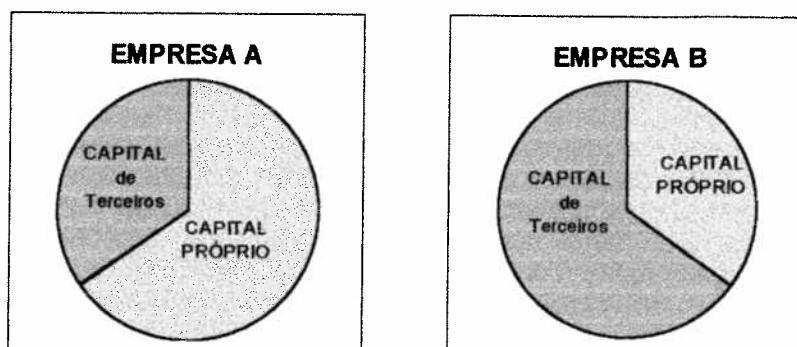 EMPRESA A
CAPITAL
de
Terceiros
CAPITAL
PRÓPRIO
EMPRESA B
CAPITAL
de
Terceiros
CAPITAL
PRÓPRIO